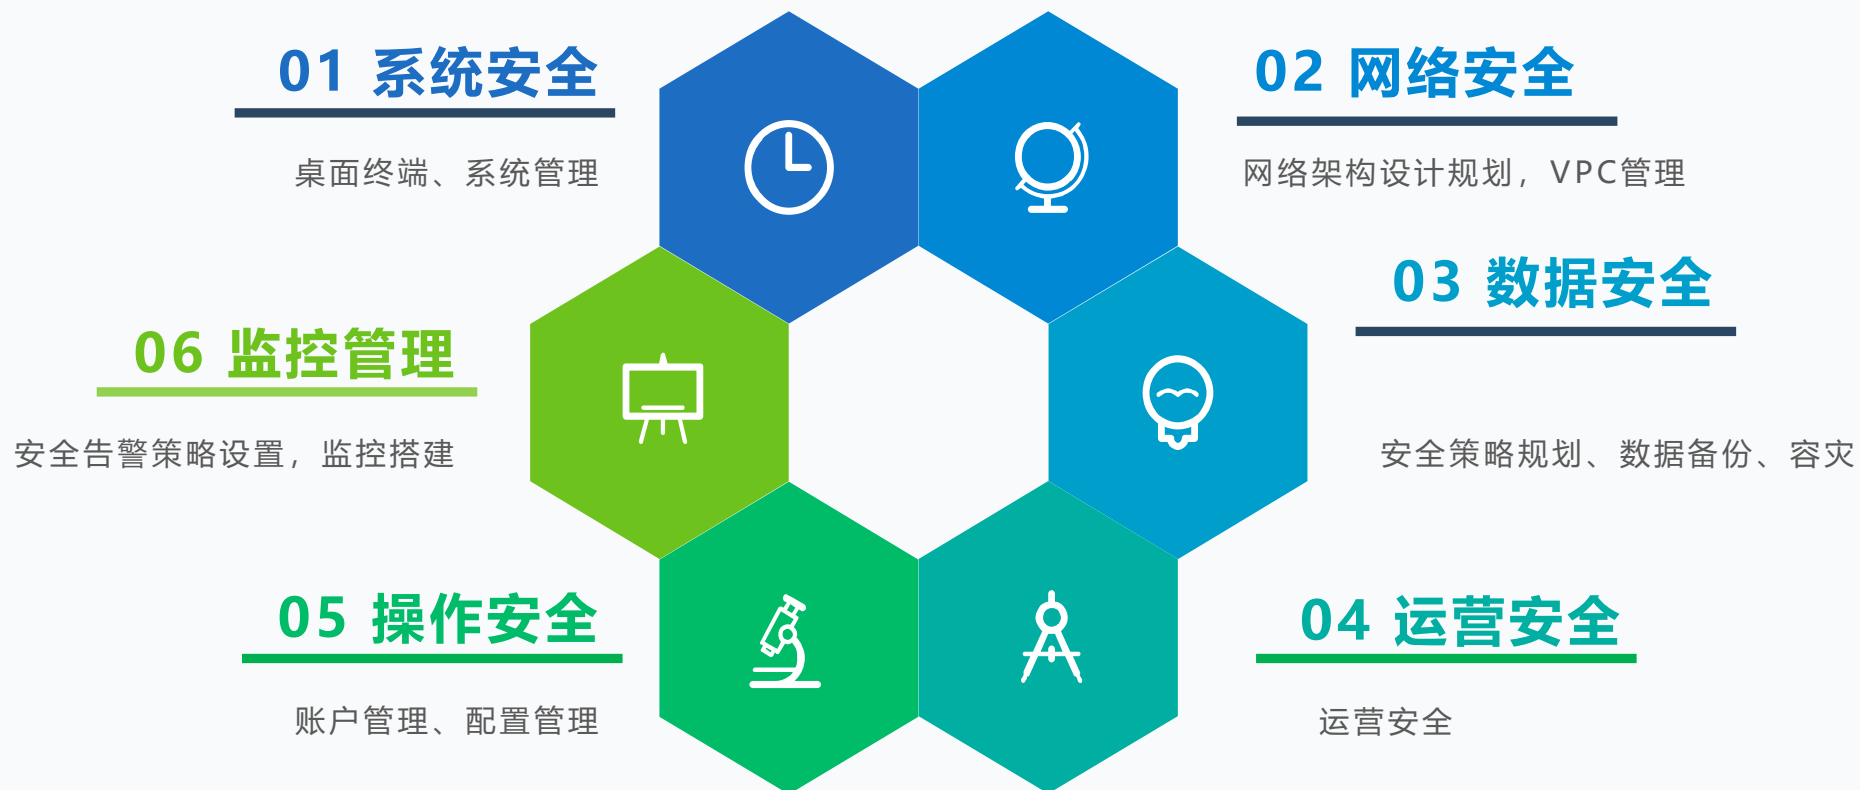 01 系统安全
桌面终端、系统管理
02 网络安全
网络架构设计规划，VPC管理
03 数据安全
安全策略规划、数据备份、容灾
04 运营安全
运营安全
05 操作安全
账户管理、配置管理
06 监控管理
安全告警策略设置，监控搭建